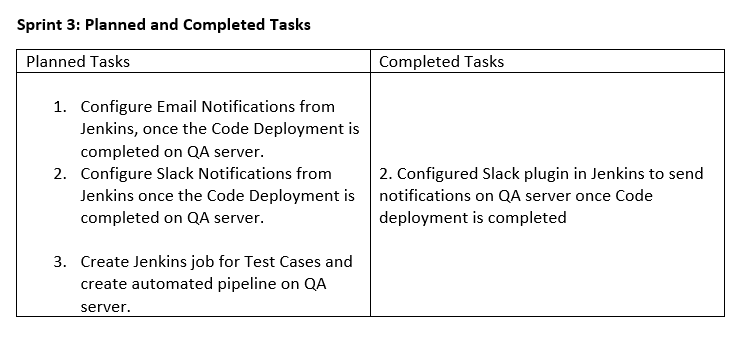 Sprint 3: Planned and Completed Tasks
Planned Tasks
Completed Tasks
1. Configure Email Notifications from
Jenkins, once the Code Deployment is
completed on QA server.
2. Configure Slack Notifications from
Jenkins once the Code Deployment is
completed on QA server.
3. Create Jenkins job for Test Cases and
create automated pipeline on QA
server.
2. Configured Slack plugin in Jenkins to send
notifications on QA server once Code
deployment is completed